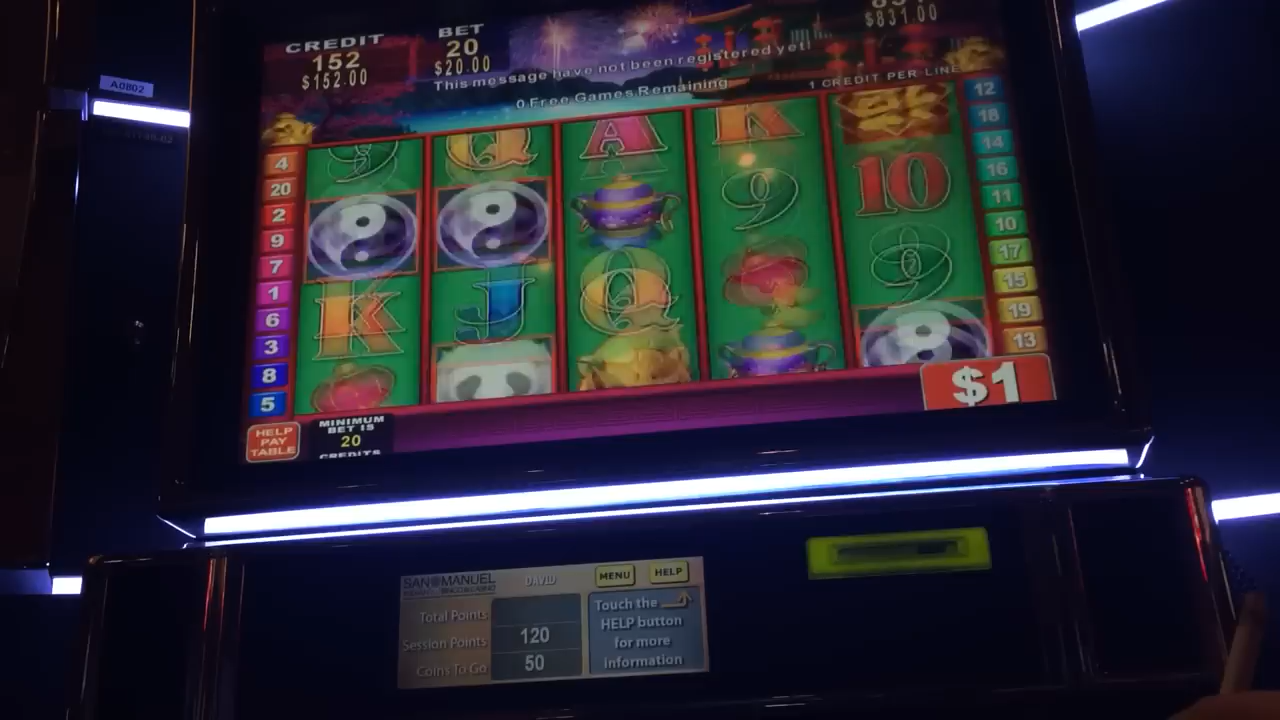 CREDIT
152
$152.00
BET
20
$20.00
$831.00
This message have not been registered yet!
0 Free Games Remaining
1 CREDIT PER LINE
A0802
4
20
2
9
7
1
6
3
8
5
12
18
14
16
11
10
17
15
19
13
9 Q A K
9 10
K J Q 9
$1
HELP
PAY
TABLE
MINIMUM
BET IS
20
CREDITS
SAN MANUEL
DAVID
MENU
HELP
Total Points
Session Points 120
Coins To Go 50
Touch the
HELP button
for more
information